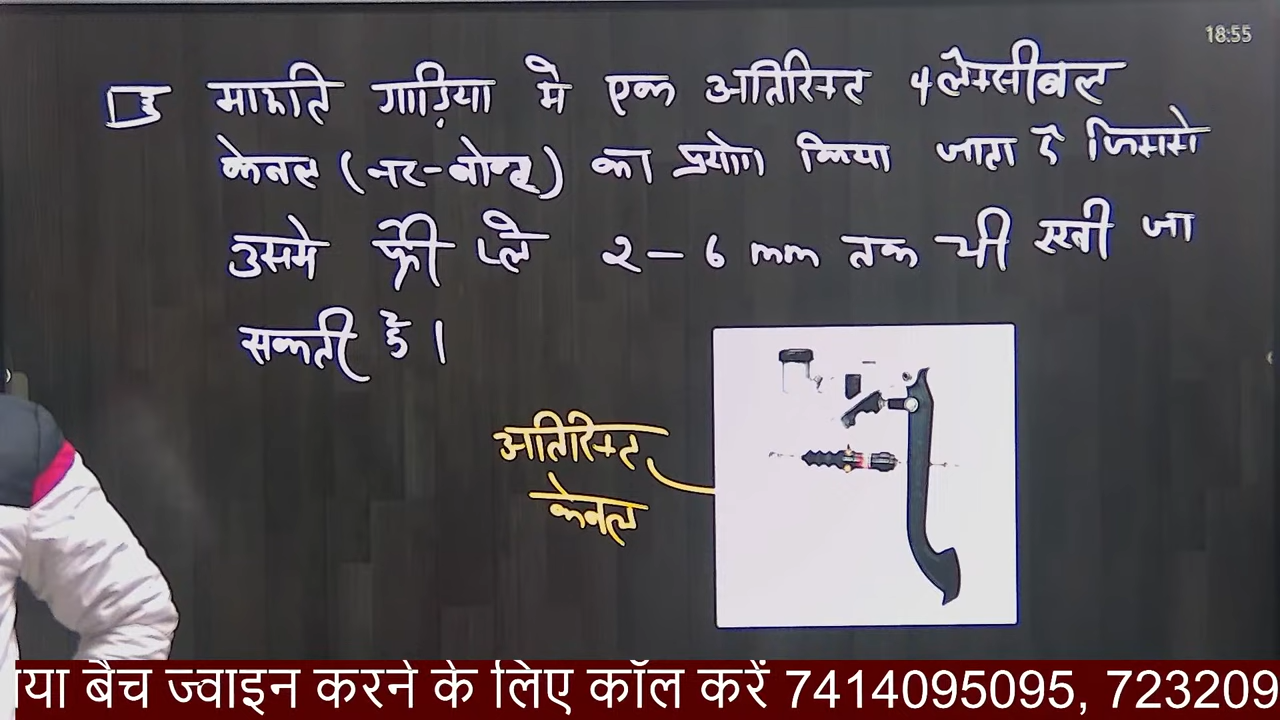 18:55
मारुति गाड़िया मे एक अतिरिक्त फ्लेक्सीबल
केबल (नट-बोल्ट) का प्रयोग किया जाता है जिससे
उसमे फ्री प्ले २-6 mm तक भी रखी जा
सकती है।
अतिरिक्त
केबल
या बैच ज्वाइन करने के लिए कॉल करें 7414095095, 723209